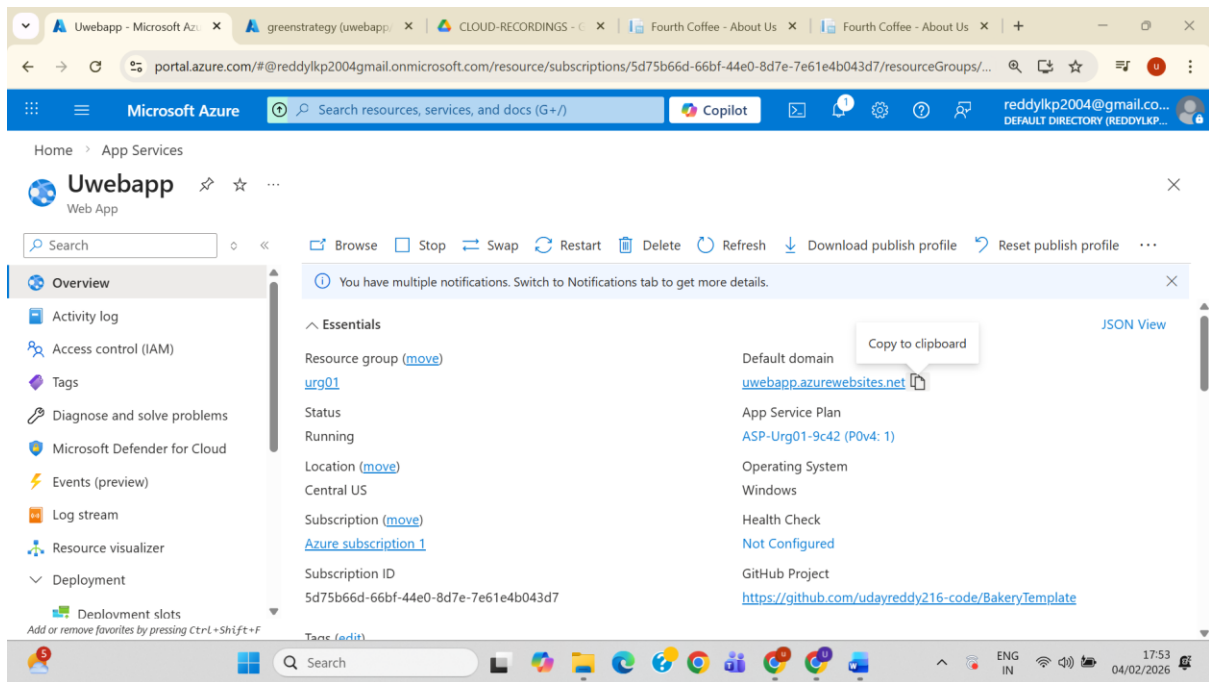 Uwebapp - Microsoft Azu
greenstrategy (uwebapp/
CLOUD-RECORDINGS - G
Fourth Coffee - About Us
Fourth Coffee - About Us
portal.azure.com/#@reddylkp2004gmail.onmicrosoft.com/resource/subscriptions/5d75b66d-66bf-44e0-8d7e-7e61e4b043d7/resourceGroups/...
u
Microsoft Azure
Search resources, services, and docs (G+/)
Copilot
1
reddylkp2004@gmail.co...
DEFAULT DIRECTORY (REDDYLKP...
Home > App Services
Uwebapp
Web App
Search
Browse Stop Swap Restart Delete Refresh Download publish profile Reset publish profile ...
Overview
Activity log
Access control (IAM)
Tags
Diagnose and solve problems
Microsoft Defender for Cloud
Events (preview)
Log stream
Resource visualizer
Deployment
Deployment slots
Add or remove favorites by pressing Ctrl+Shift+F
You have multiple notifications. Switch to Notifications tab to get more details.
Essentials
JSON View
Copy to clipboard
Resource group (move)
urg01
Status
Running
Location (move)
Central US
Subscription (move)
Azure subscription 1
Subscription ID
5d75b66d-66bf-44e0-8d7e-7e61e4b043d7
Tags (edit)
Default domain
uwebapp.azurewebsites.net
App Service Plan
ASP-Urg01-9c42 (P0v4: 1)
Operating System
Windows
Health Check
Not Configured
GitHub Project
https://github.com/udayreddy216-code/BakeryTemplate
5
Search
ENG
IN
17:53
04/02/2026